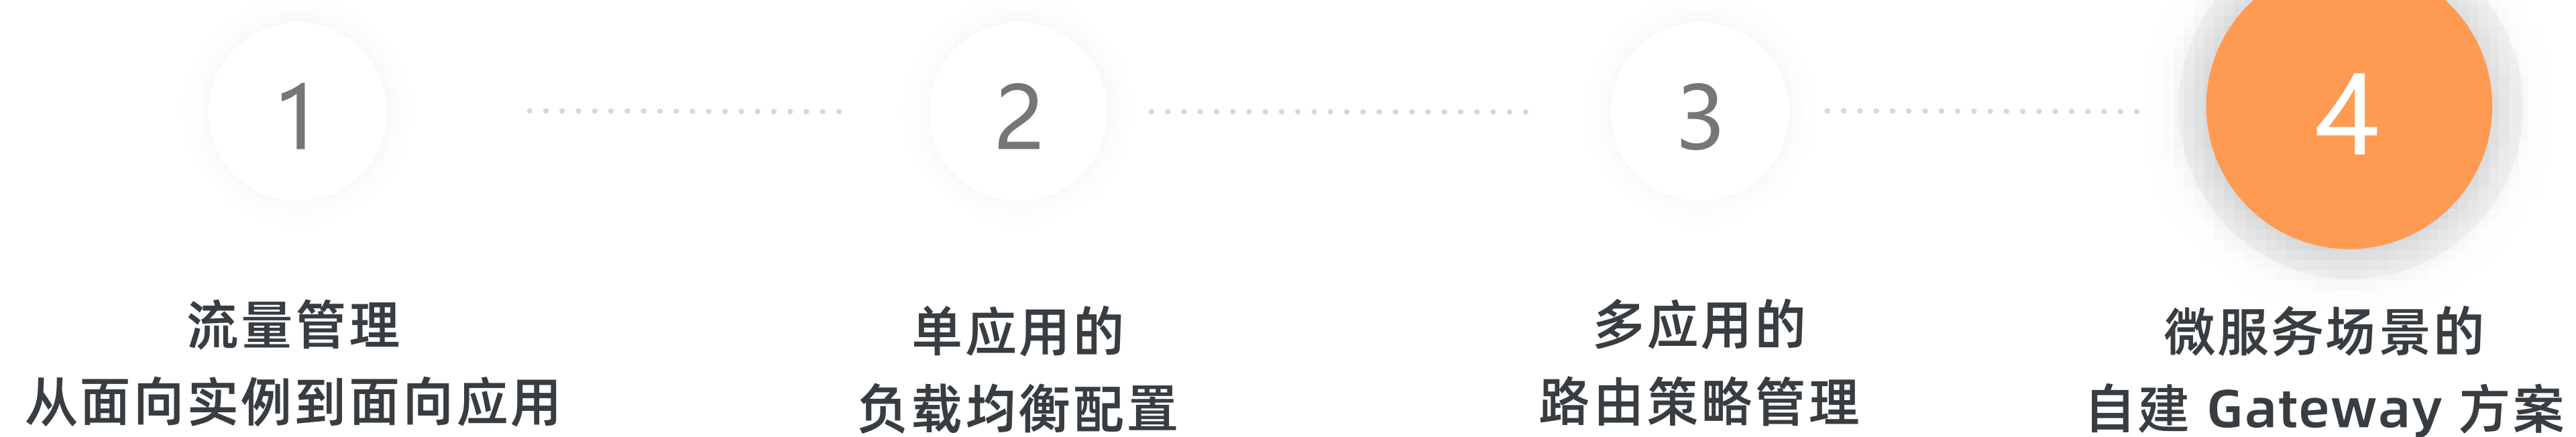 1
流量管理
从面向实例到面向应用
2
单应用的
负载均衡配置
3
多应用的
路由策略管理
4
微服务场景的
自建 Gateway 方案